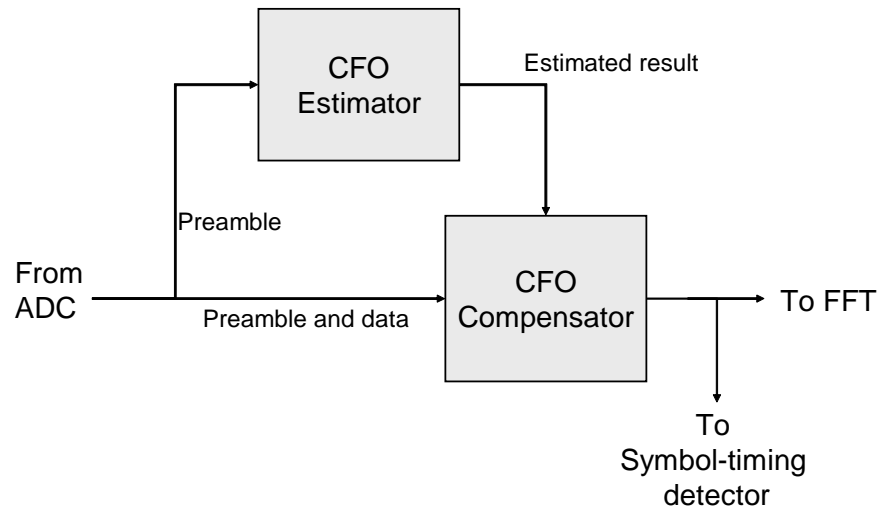 CFO
Estimator
Estimated result
Preamble
From
ADC
Preamble and data
CFO
Compensator
To FFT
To
Symbol-timing
detector